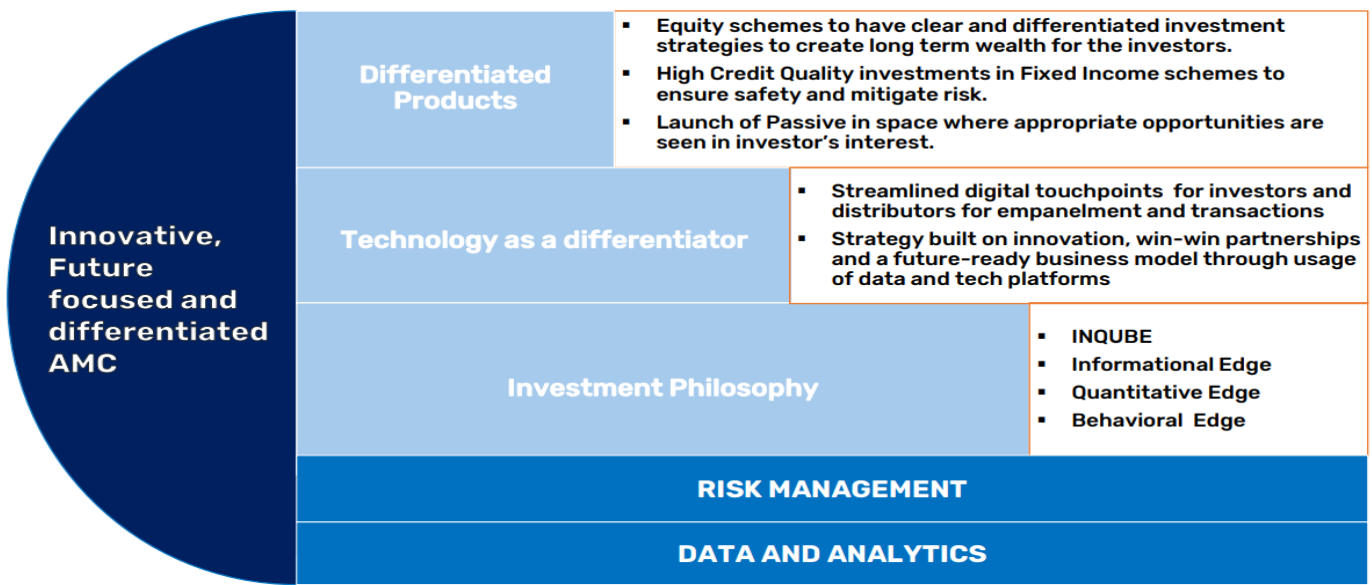 Innovative,
Future
focused and
differentiated
AMC
Differentiated
Products
▪ Equity schemes to have clear and differentiated investment
strategies to create long term wealth for the investors.
▪ High Credit Quality investments in Fixed Income schemes to
ensure safety and mitigate risk.
▪ Launch of Passive in space where appropriate opportunities are
seen in investor’s interest.
Technology as a differentiator
▪ Streamlined digital touchpoints for investors and
distributors for empanelment and transactions
▪ Strategy built on innovation, win-win partnerships
and a future-ready business model through usage
of data and tech platforms
Investment Philosophy
▪ INQUBE
▪ Informational Edge
▪ Quantitative Edge
▪ Behavioral Edge
RISK MANAGEMENT
DATA AND ANALYTICS